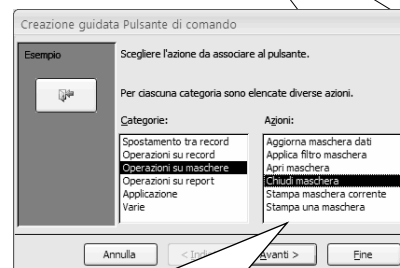 Creazione guidata Pulsante di comando
Esempio
Scegliere l'azione da associare al pulsante.
Per ciascuna categoria sono elencate diverse azioni.
Categorie:
Azioni:
Spostamento tra record
Operazioni su record
Operazioni su maschere
Operazioni su report
Applicazione
Varie
Aggiorna maschera dati
Applica filtro maschera
Apri maschera
Chiudi maschera
Stampa maschera corrente
Stampa una maschera
Annulla
< Indi
Avanti >
Fine